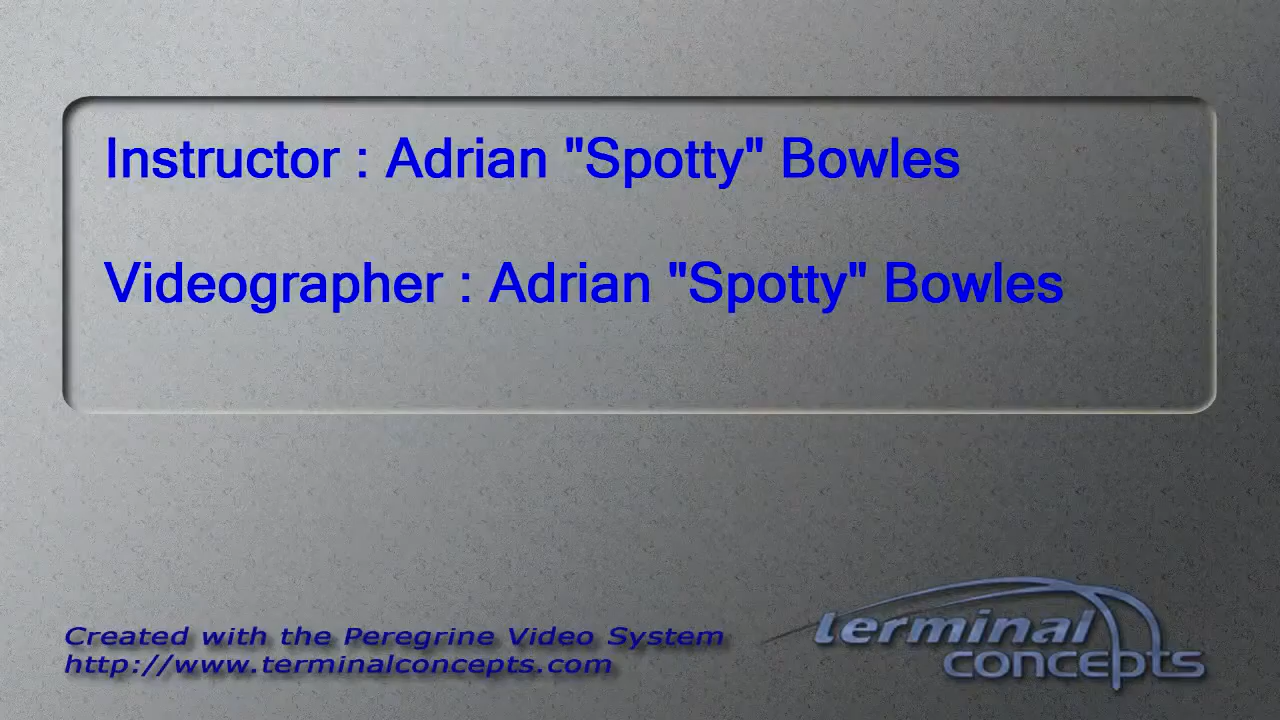 Instructor : Adrian "Spotty" Bowles
Videographer : Adrian "Spotty" Bowles
Created with the Peregrine Video System
http://www.terminalconcepts.com
terminal
concepts